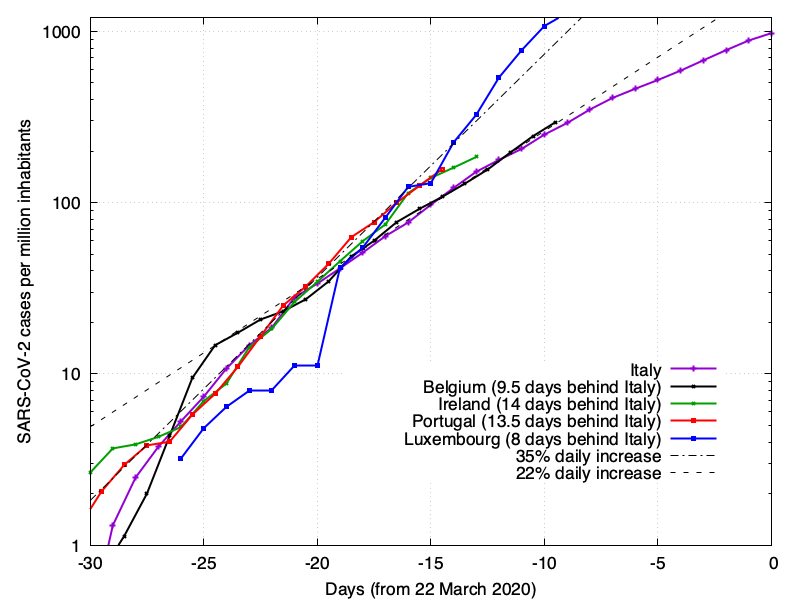 1000
100
10
1
SARS-CoV-2 cases per million inhabitants
Italy
Belgium (9.5 days behind Italy)
Ireland (14 days behind Italy)
Portugal (13.5 days behind Italy)
Luxembourg (8 days behind Italy)
35% daily increase
22% daily increase
-30 -25 -20 -15 -10 -5 0
Days (from 22 March 2020)